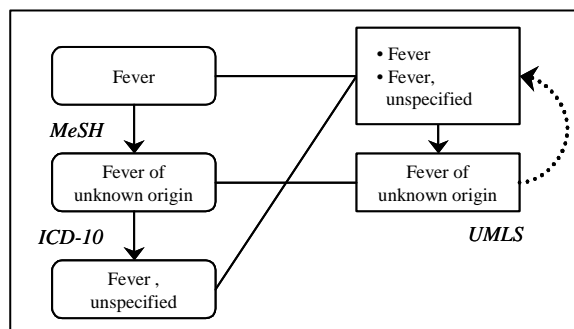 Fever
MeSH
Fever of
unknown origin
ICD-10
Fever ,
unspecified
• Fever
• Fever,
unspecified
Fever of
unknown origin
UMLS